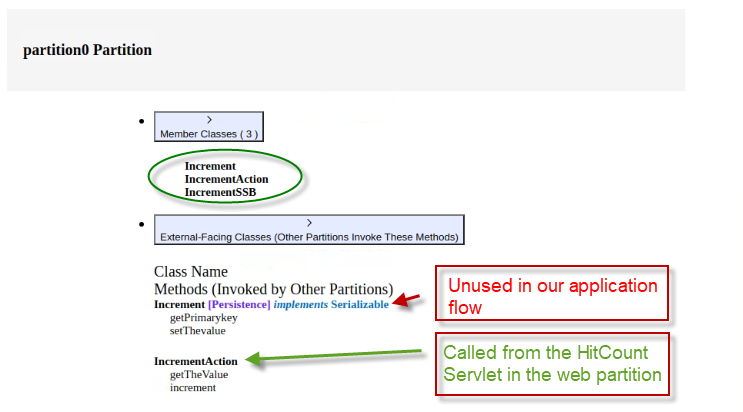 partition0 Partition
>
Member Classes ( 3 )
Increment
IncrementAction
IncrementSSB
>
External-Facing Classes (Other Partitions Invoke These Methods)
Class Name
Methods (Invoked by Other Partitions)
Increment [Persistence] implements Serializable
getPrimarykey
setThevalue
Unused in our application
flow
IncrementAction
getTheValue
increment
Called from the HitCount
Servlet in the web partition